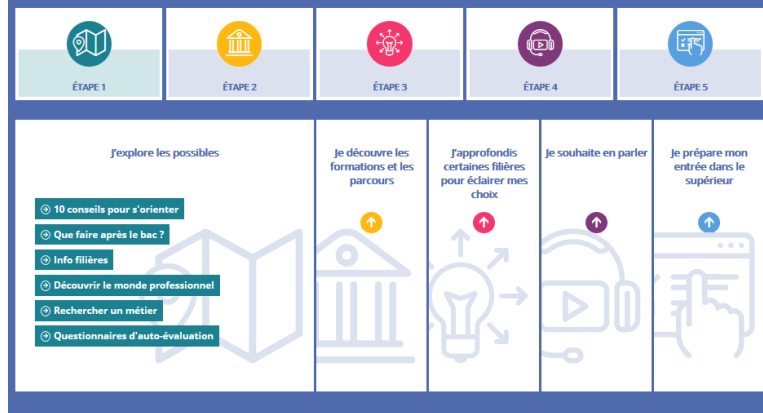 ÉTAPE 1
ÉTAPE 2
ÉTAPE 3
ÉTAPE 4
ÉTAPE 5
J'explore les possibles
10 conseils pour s'orienter
Que faire après le bac ?
Info filières
Découvrir le monde professionnel
Rechercher un métier
Questionnaires d'auto-évaluation
Je découvre les
formations et les
parcours
J'approfondis
certaines filières
pour éclairer mes
choix
Je souhaite en parler
Je prépare mon
entrée dans le
supérieur